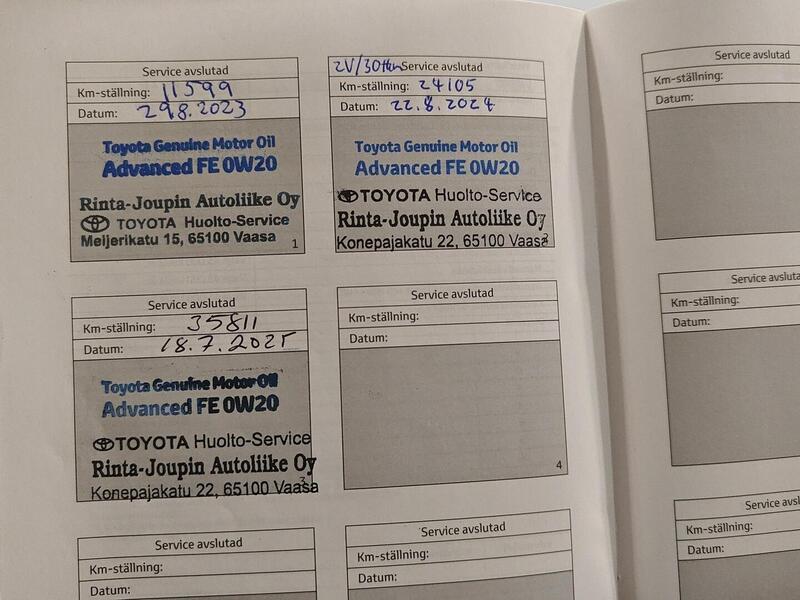 Service avslutad
Km-ställning: 11599
Datum: 29.8.2023
Toyota Genuine Motor Oil
Advanced FE 0W20
Rinta-Joupin Autoliike Oy
TOYOTA Huolto-Service
Meijerikatu 15, 65100 Vaasa
1
2V/30tkm Service avslutad
Km-ställning: 24105
Datum: 22.8.2024
Toyota Genuine Motor Oil
Advanced FE 0W20
TOYOTA Huolto-Service
Rinta-Joupin Autoliike Oy
Konepajakatu 22, 65100 Vaasa
2
Service avslutad
Km-ställning:
Datum:
Service avslutad
Km-ställning: 35811
Datum: 18.7.2025
Toyota Genuine Motor Oil
Advanced FE 0W20
TOYOTA Huolto-Service
Rinta-Joupin Autoliike Oy
Konepajakatu 22, 65100 Vaasa
3
Service avslutad
Km-ställning:
Datum:
4
Service
Km-ställning:
Datum:
Service avslutad
Km-ställning:
Datum:
Service avslutad
Km-ställning:
Datum:
Service
Km-ställning:
Datum: